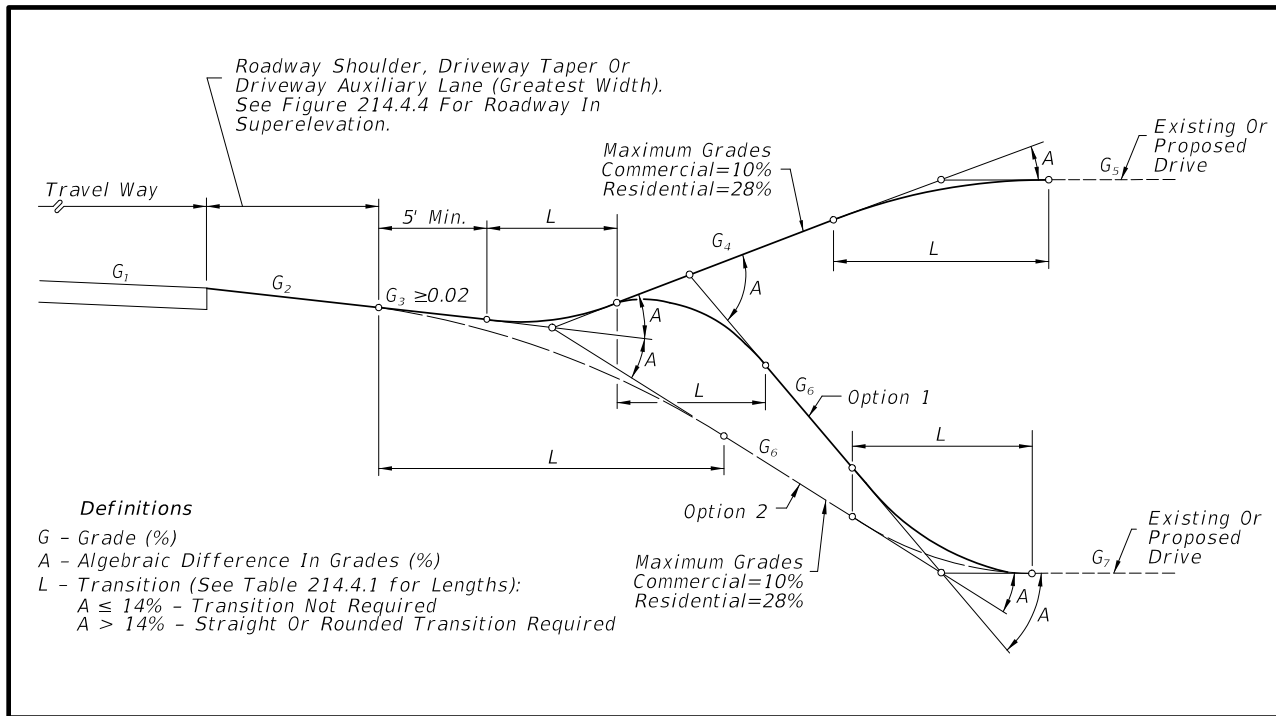 Roadway Shoulder, Driveway Taper Or
Driveway Auxiliary Lane (Greatest Width).
See Figure 214.4.4 For Roadway In
Superelevation.
Travel Way
5' Min.
L
Maximum Grades
Commercial=10%
Residential=28%
A
G5
Existing Or
Proposed
Drive
G1
G2
G3 ≥0.02
G4
L
A
A
A
L
G6
Option 1
L
L
G6
Option 2
Maximum Grades
Commercial=10%
Residential=28%
G7
Existing Or
Proposed
Drive
A
A
Definitions
G – Grade (%)
A – Algebraic Difference In Grades (%)
L – Transition (See Table 214.4.1 for Lengths):
A ≤ 14% – Transition Not Required
A > 14% – Straight Or Rounded Transition Required